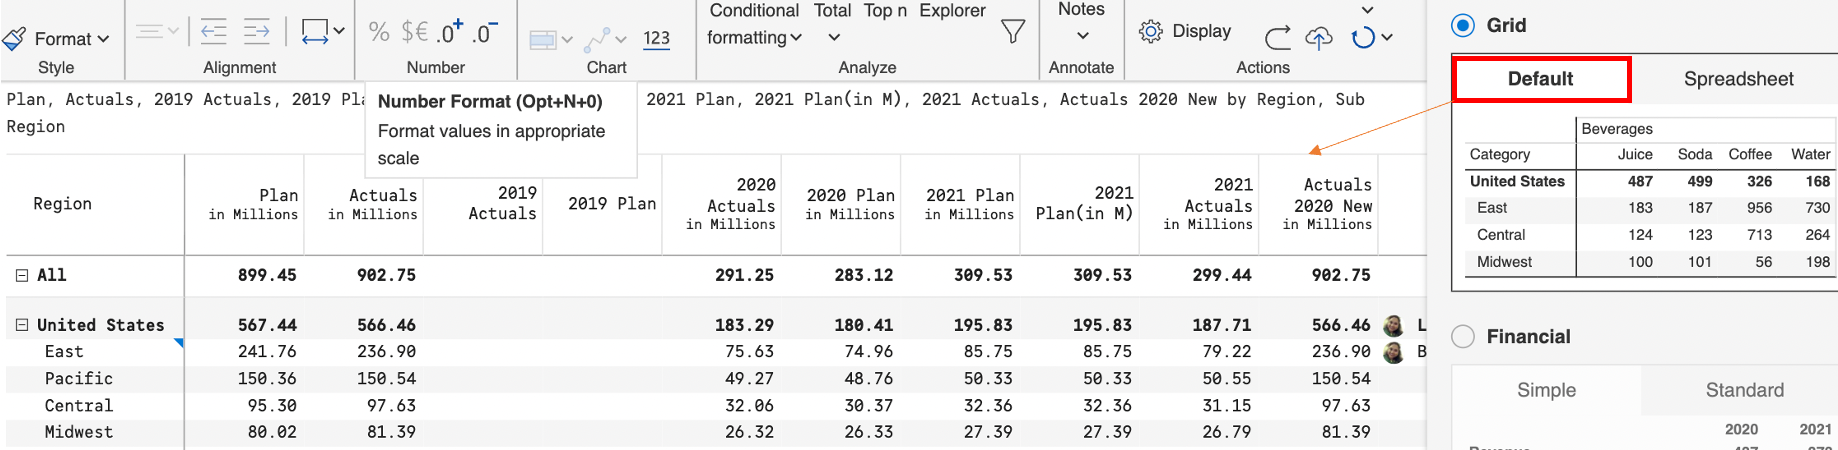 Conditional Total Top n Explorer Notes
Format % $€ .0+ .0- 123 formatting Display
Style Alignment Number Chart Analyze Annotate Actions
Plan, Actuals, 2019 Actuals, 2019 Pla 2021 Plan, 2021 Plan(in M), 2021 Actuals, Actuals 2020 New by Region, Sub
Region
Number Format (Opt+N+0)
Format values in appropriate
scale
Region Plan in Millions Actuals in Millions 2019 Actuals 2019 Plan 2020 Actuals in Millions 2020 Plan in Millions 2021 Plan in Millions 2021 Plan(in M) 2021 Actuals in Millions Actuals 2020 New in Millions
All 899.45 902.75 291.25 283.12 309.53 309.53 299.44 902.75
United States 567.44 566.46 183.29 180.41 195.83 195.83 187.71 566.46 L
East 241.76 236.90 75.63 74.96 85.75 85.75 79.22 236.90 B
Pacific 150.36 150.54 49.27 48.76 50.33 50.33 50.55 150.54
Central 95.30 97.63 32.06 30.37 32.36 32.36 31.15 97.63
Midwest 80.02 81.39 26.32 26.33 27.39 27.39 26.79 81.39
Grid
Default Spreadsheet
Beverages
Category Juice Soda Coffee Water
United States 487 499 326 168
East 183 187 956 730
Central 124 123 713 264
Midwest 100 101 56 198
Financial
Simple Standard
2020 2021